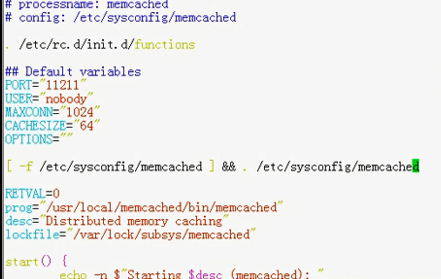 # processname: memcached
# config: /etc/sysconfig/memcached
. /etc/rc.d/init.d/functions
## Default variables
PORT="11211"
USER="nobody"
MAXCONN="1024"
CACHESIZE="64"
OPTIONS=""
[ -f /etc/sysconfig/memcached ] && . /etc/sysconfig/memcached
RETVAL=0
prog="/usr/local/memcached/bin/memcached"
desc="Distributed memory caching"
lockfile="/var/lock/subsys/memcached"
start() {
echo -n $"Starting $desc (memcached): "